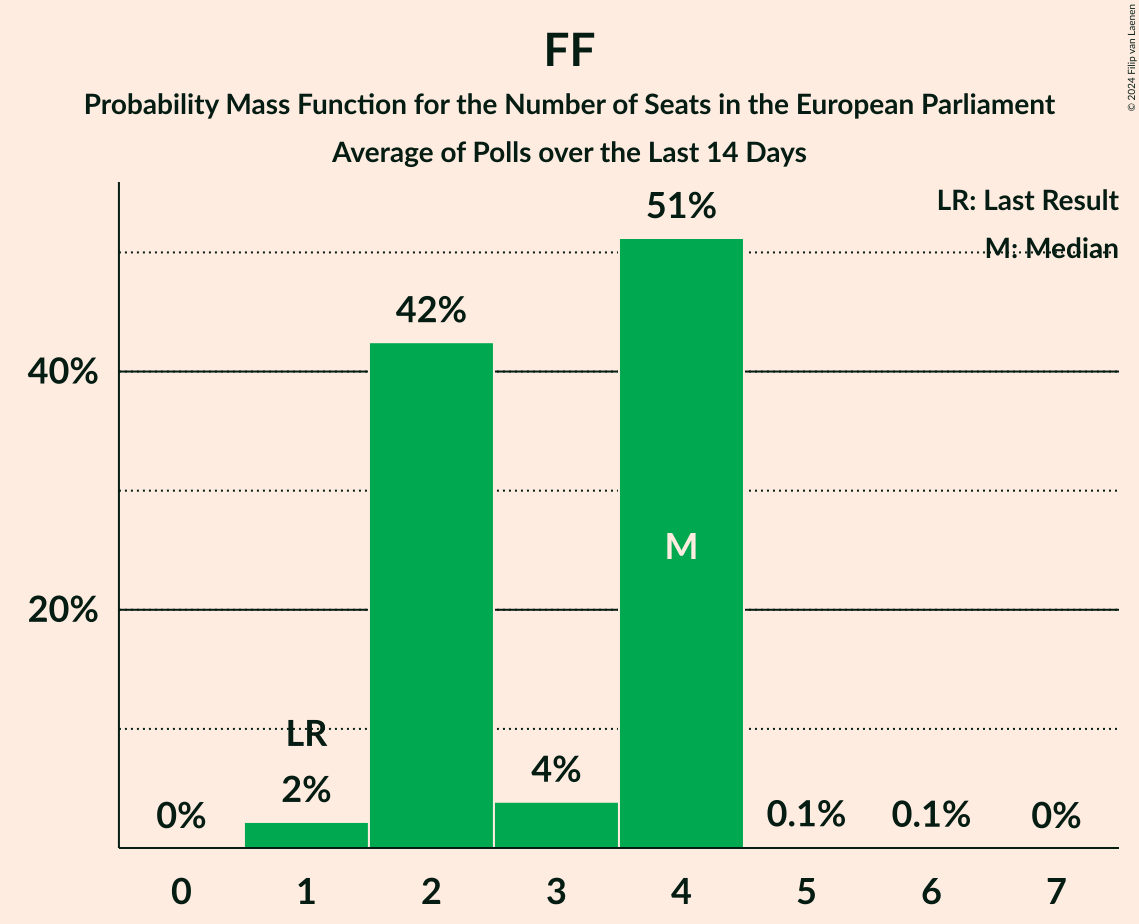 FF
Probability Mass Function for the Number of Seats in the European Parliament
Average of Polls over the Last 14 Days
© 2024 Filip van Laenen
LR: Last Result
M: Median
51%
42%
40%
M
20%
LR
4%
2%
0%
0.1%
0.1%
0%
0 1 2 3 4 5 6 7